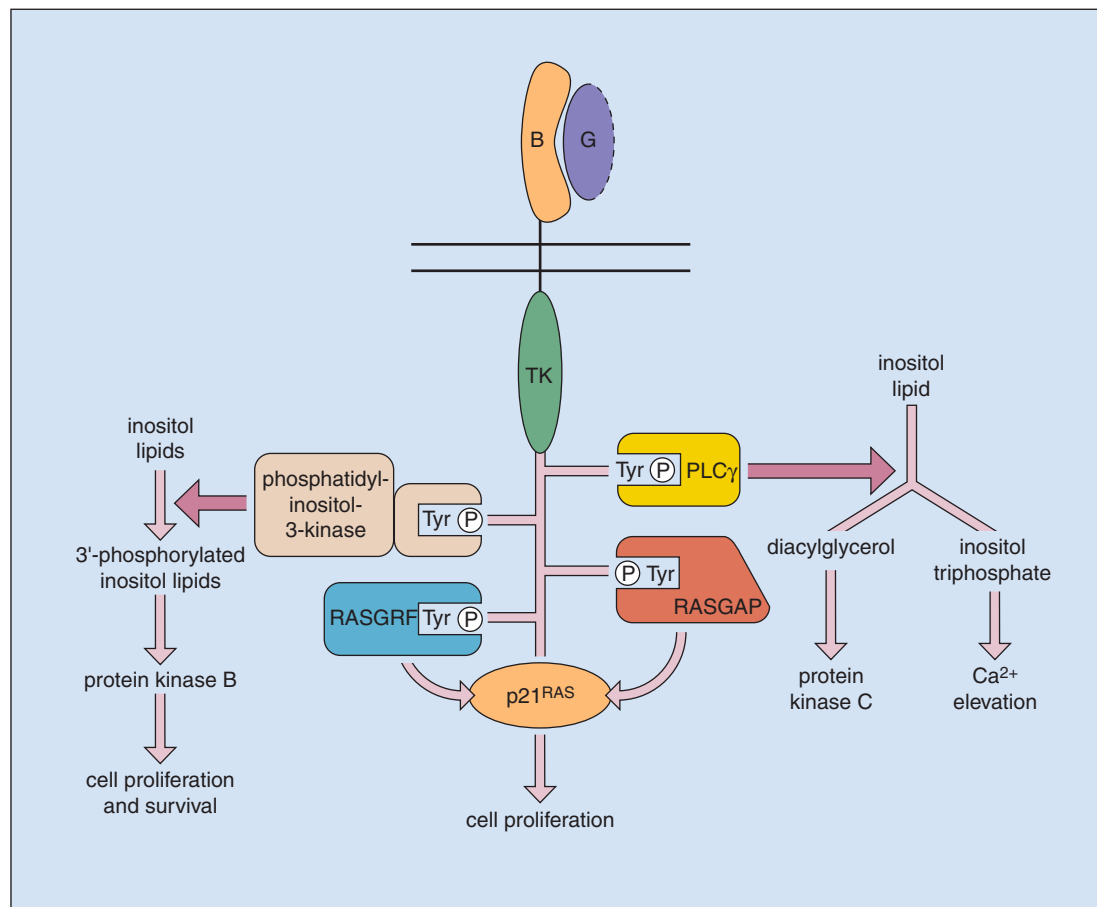 B
G
TK
inositol
lipids
phosphatidyl-
inositol-
3-kinase
Tyr P
3'-phosphorylated
inositol lipids
RASGRF Tyr P
protein kinase B
cell proliferation
and survival
Tyr P PLCγ
P Tyr
RASGAP
p21RAS
cell proliferation
inositol
lipid
diacylglycerol
inositol
triphosphate
protein
kinase C
Ca2+
elevation